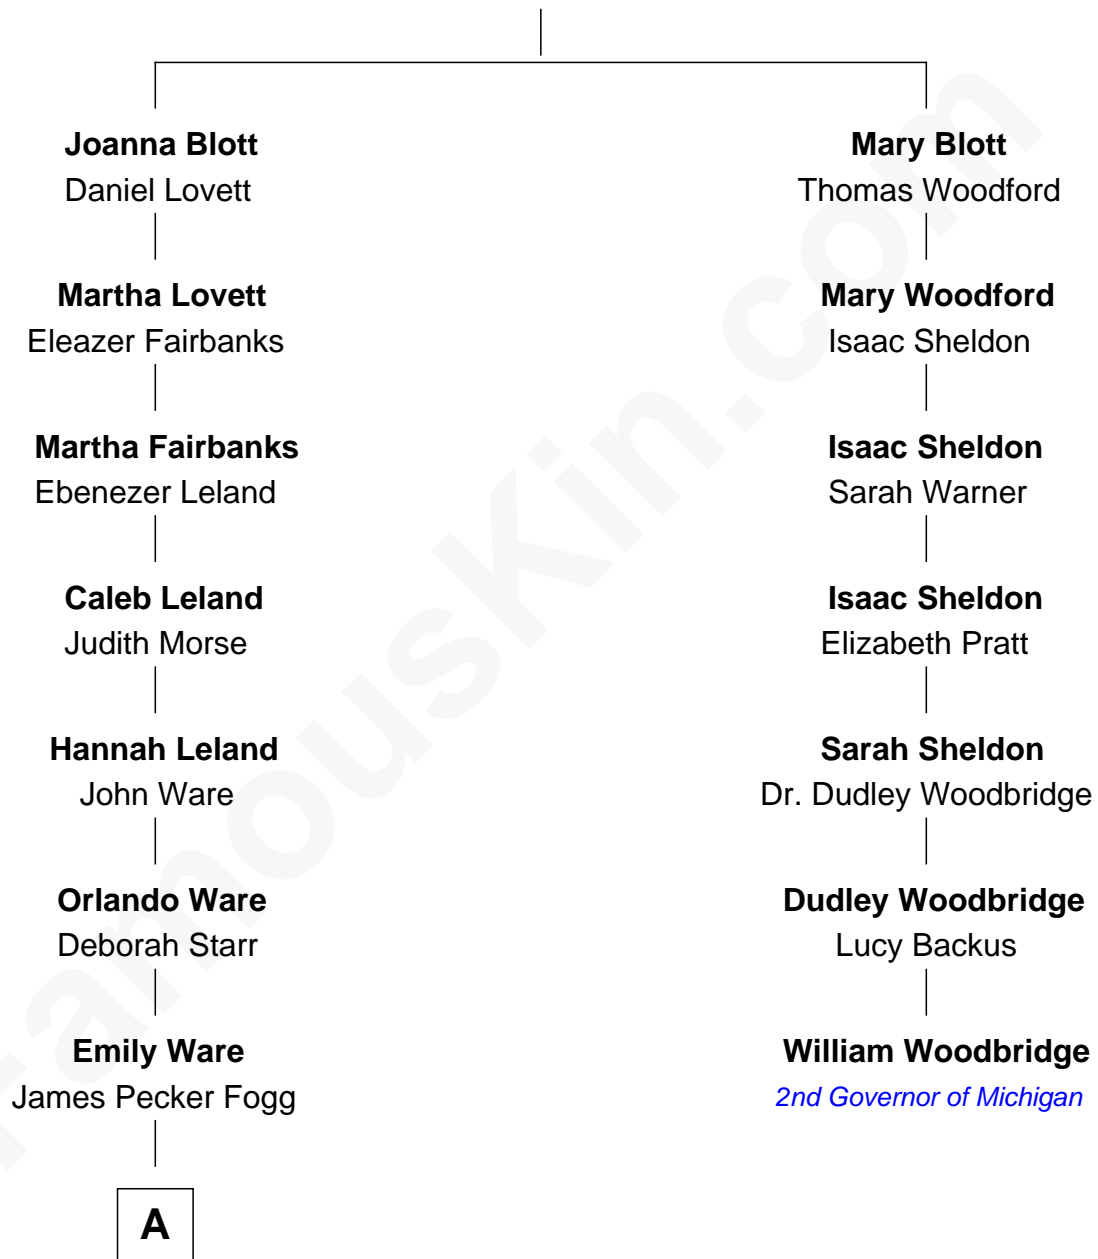 Joanna Blott
Daniel Lovett
Martha Lovett
Eleazer Fairbanks
Martha Fairbanks
Ebenezer Leland
Caleb Leland
Judith Morse
Hannah Leland
John Ware
Orlando Ware
Deborah Starr
Emily Ware
James Pecker Fogg
A
Mary Blott
Thomas Woodford
Mary Woodford
Isaac Sheldon
Isaac Sheldon
Sarah Warner
Isaac Sheldon
Elizabeth Pratt
Sarah Sheldon
Dr. Dudley Woodbridge
Dudley Woodbridge
Lucy Backus
William Woodbridge
2nd Governor of Michigan
FamousKin.com